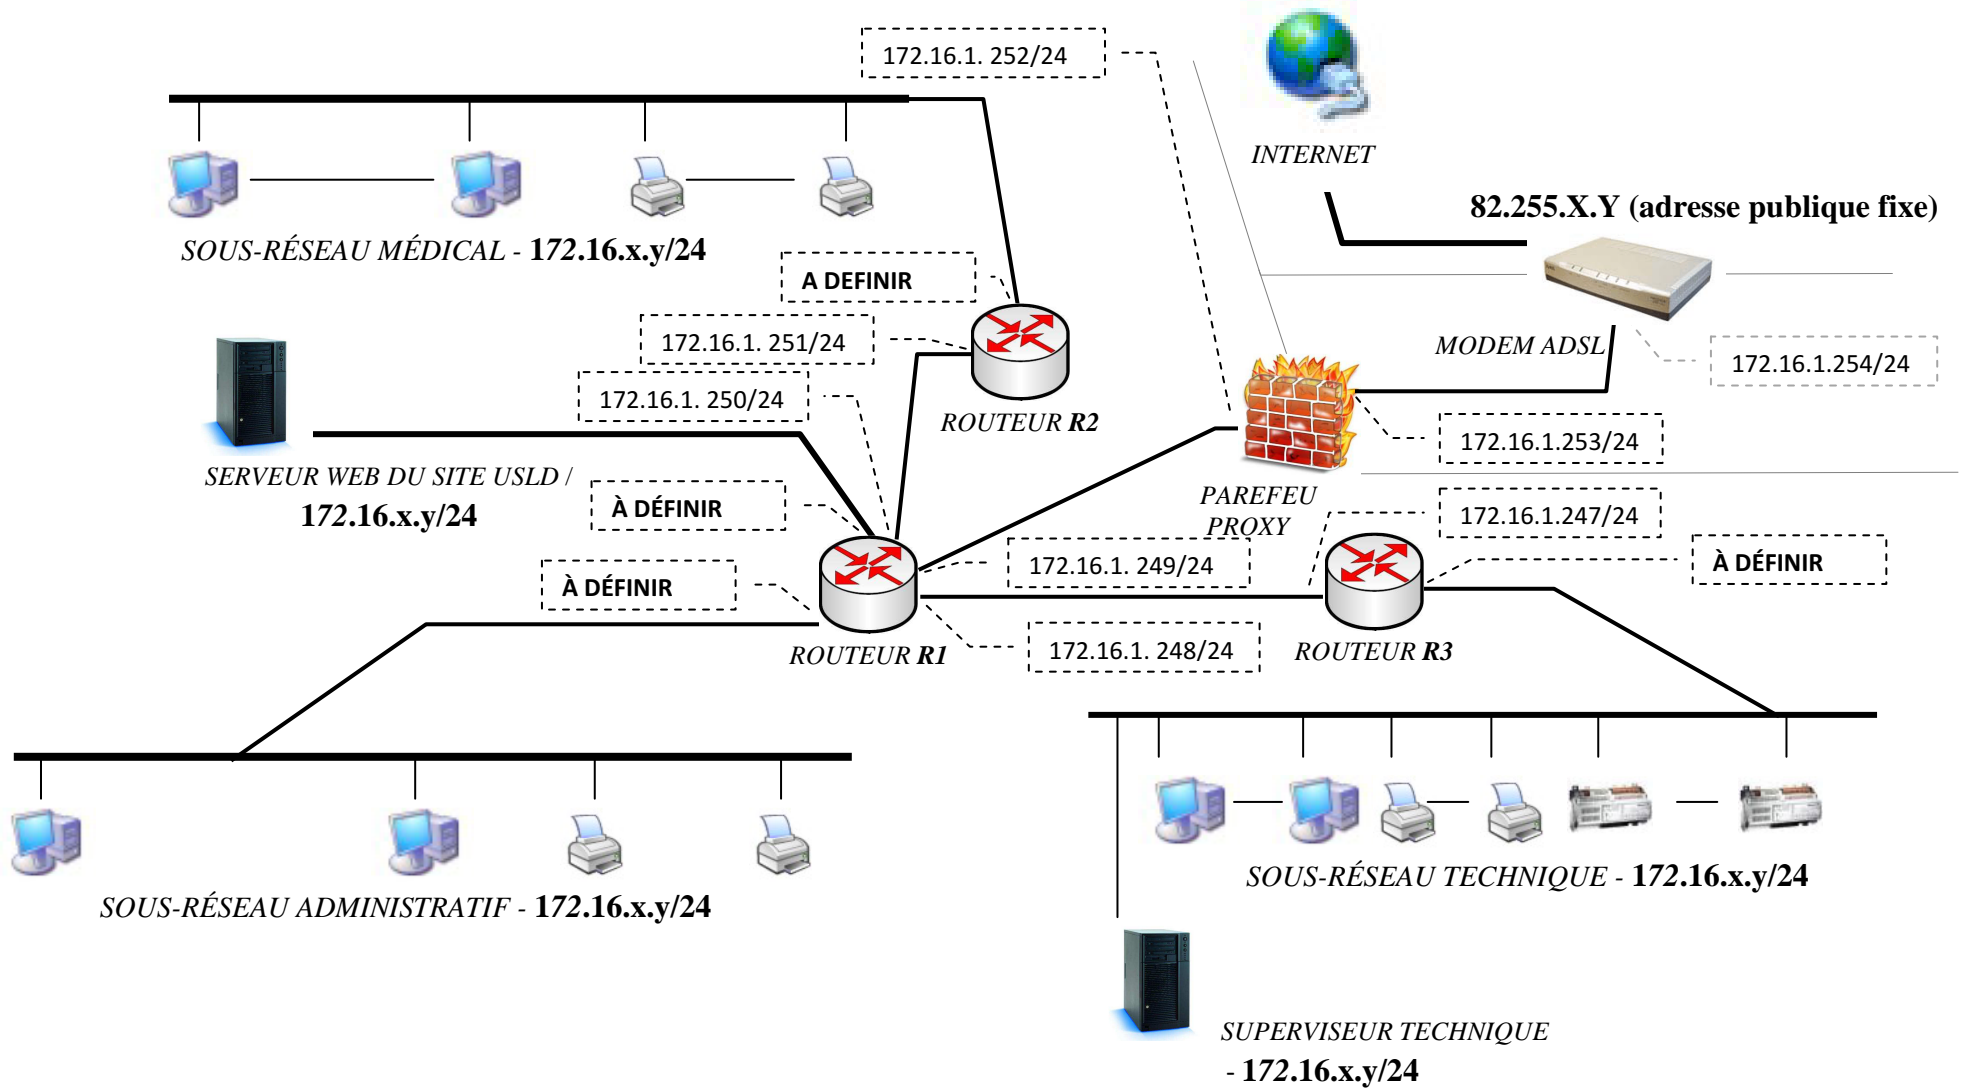 172.16.1. 252/24
INTERNET
82.255.X.Y (adresse publique fixe)
SOUS-RÉSEAU MÉDICAL - 172.16.x.y/24
A DEFINIR
172.16.1. 251/24
MODEM ADSL
172.16.1.254/24
172.16.1. 250/24
ROUTEUR R2
172.16.1.253/24
SERVEUR WEB DU SITE USLD /
172.16.x.y/24
À DÉFINIR
PAREFEU
PROXY
172.16.1.247/24
À DÉFINIR
172.16.1. 249/24
À DÉFINIR
ROUTEUR R1
172.16.1. 248/24
ROUTEUR R3
SOUS-RÉSEAU TECHNIQUE - 172.16.x.y/24
SOUS-RÉSEAU ADMINISTRATIF - 172.16.x.y/24
SUPERVISEUR TECHNIQUE
- 172.16.x.y/24